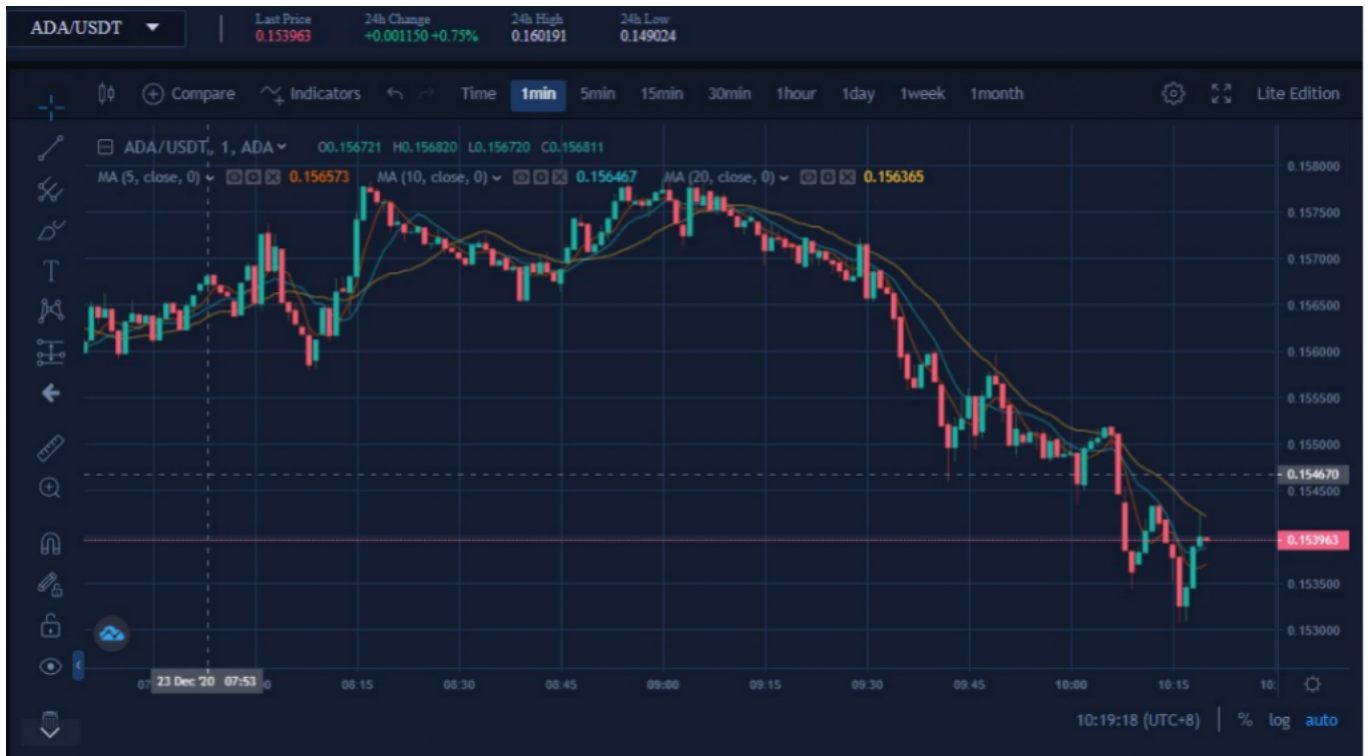 ADA/USDT
Last Price 24h Change 24h High 24h Low
0.153963 +0.001150 +0.75% 0.160191 0.149024
Compare Indicators Time 1min 5min 15min 30min 1hour 1day 1week 1month Lite Edition
T
ADA/USDT, 1, ADA O0.156721 H0.156820 L0.156720 C0.156811
MA (5, close, 0) 0.156573 MA (10, close, 0) 0.156467 MA (20, close, 0) 0.156365
0.158000
0.157500
0.157000
0.156500
0.156000
0.155500
0.155000
0.154670
0.154500
0.153963
0.153500
0.153000
23 Dec '20 07:53 08:15 08:30 08:45 09:00 09:15 09:30 09:45 10:00 10:15
10:19:18 (UTC+8) % log auto